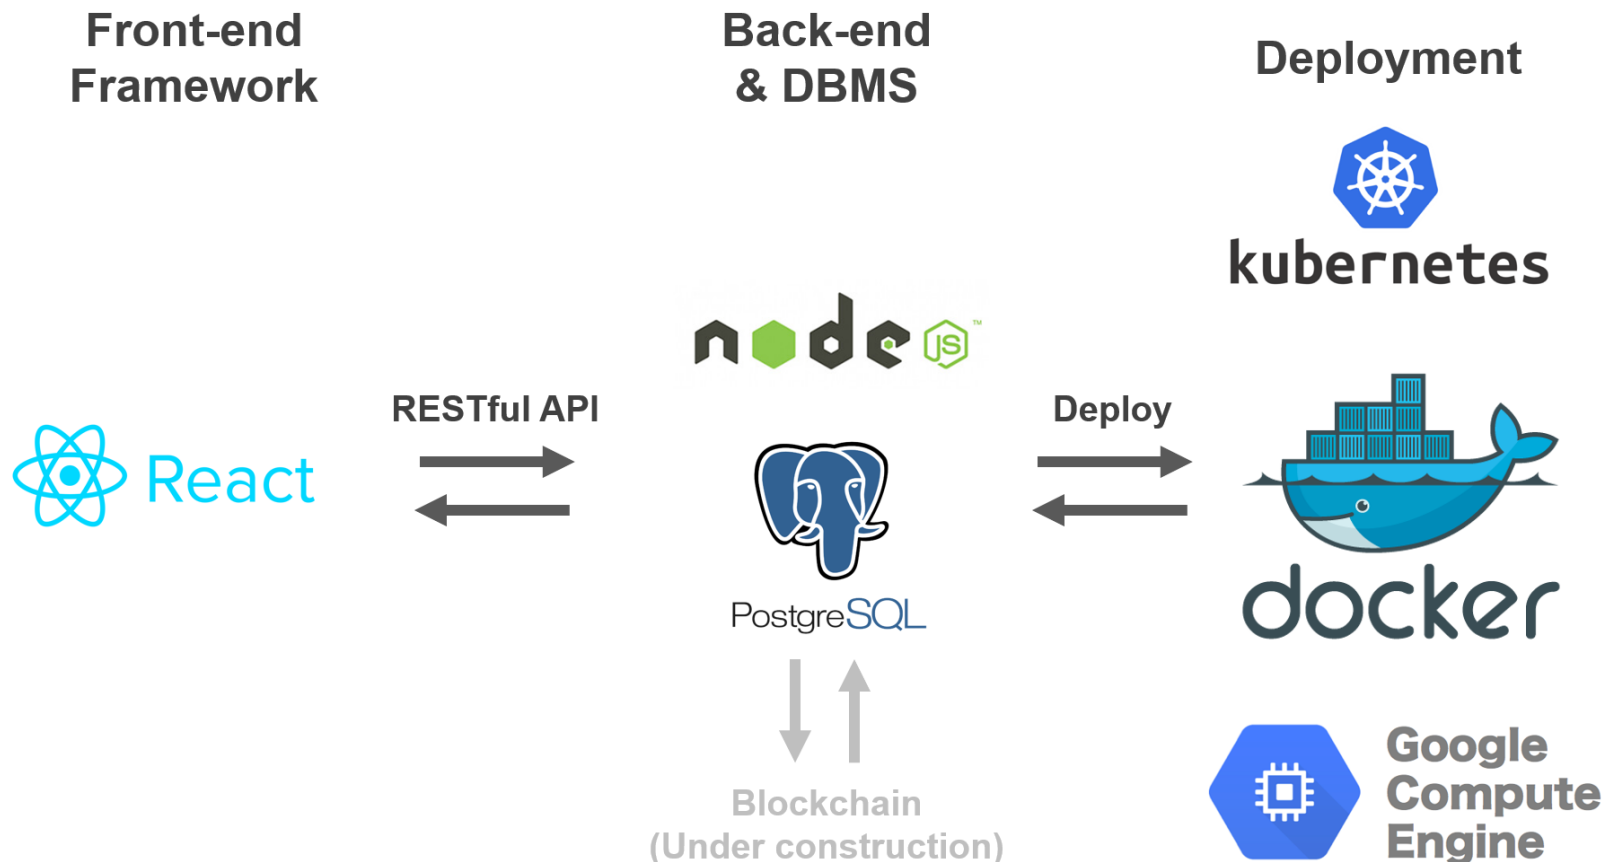 Front-end
Framework
Back-end
& DBMS
Deployment
kubernetes
node JS™
RESTful API
Deploy
React
PostgreSQL
docker
Blockchain
(Under construction)
Google
Compute
Engine